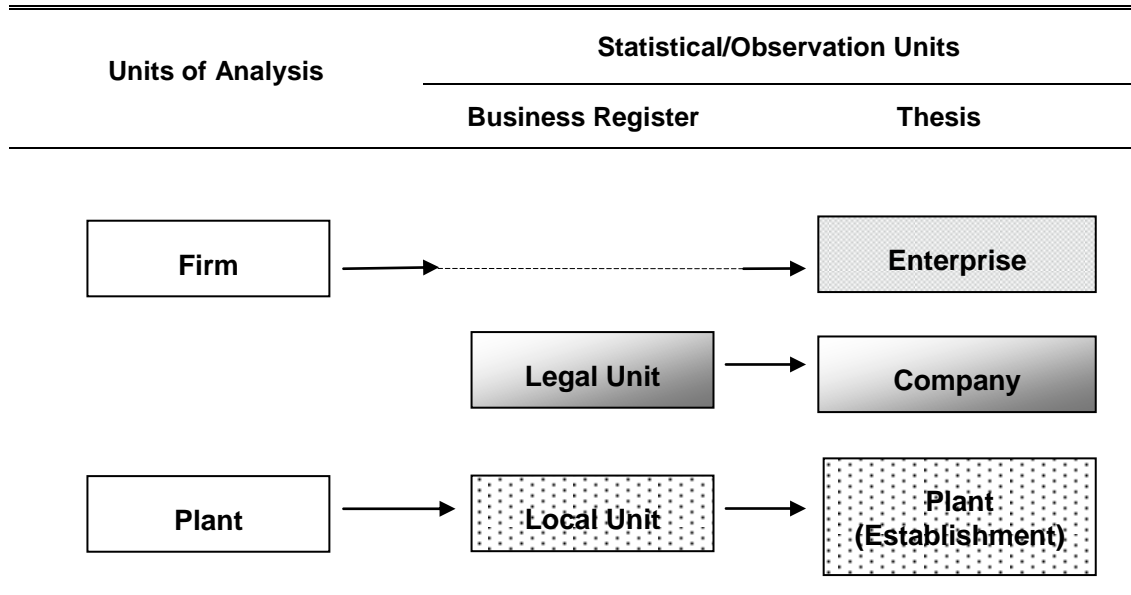 Units of Analysis
Statistical/Observation Units
Business Register
Thesis
Firm
Enterprise
Legal Unit
Company
Plant
Local Unit
Plant
(Establishment)